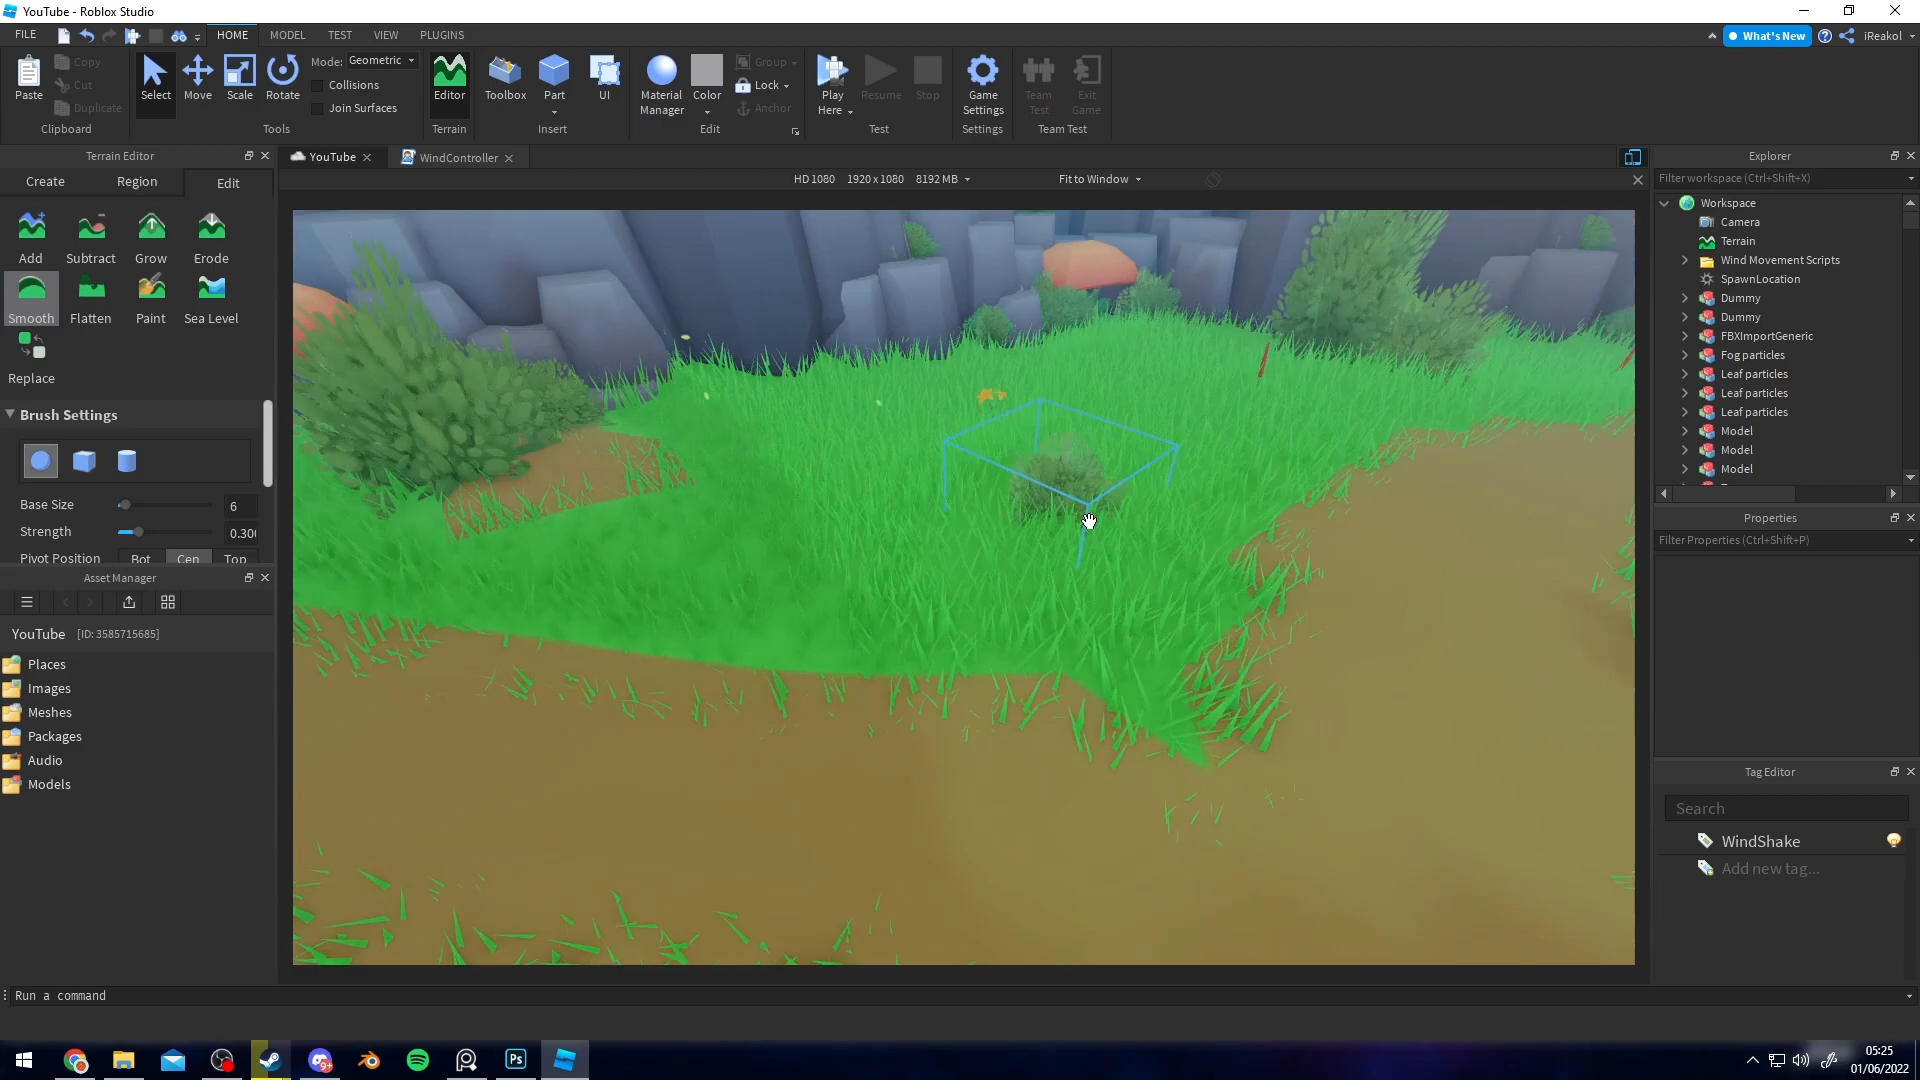 YouTube - Roblox Studio
FILE HOME MODEL TEST VIEW PLUGINS What's New iReakol
Paste Copy Cut Duplicate Clipboard
Select Move Scale Rotate Mode: Geometric Collisions Join Surfaces Tools
Editor Terrain
Toolbox Part UI Insert
Material Manager Color Group Lock Anchor Edit
Play Here Resume Stop Test
Game Settings Settings
Team Test Exit Game Team Test
Terrain Editor
Create Region Edit
Add Subtract Grow Erode
Smooth Flatten Paint Sea Level
Replace
Brush Settings
Base Size 6
Strength 0.300
Pivot Position Bot Cen Top
Asset Manager
YouTube [ID: 3585715685]
Places
Images
Meshes
Packages
Audio
Models
YouTube WindController
HD 1080 1920 x 1080 8192 MB Fit to Window
Explorer
Filter workspace (Ctrl+Shift+X)
Workspace
Camera
Terrain
Wind Movement Scripts
SpawnLocation
Dummy
Dummy
FBXImportGeneric
Fog particles
Leaf particles
Leaf particles
Leaf particles
Model
Model
Model
Properties
Filter Properties (Ctrl+Shift+P)
Tag Editor
Search
WindShake
Add new tag...
Run a command
9+
Ps
05:25
01/06/2022